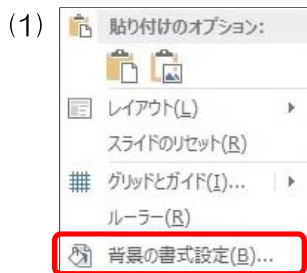 (1)
貼り付けのオプション:
レイアウト(L)
スライドのリセット(R)
グリッドとガイド(I)...
ルーラー(R)
背景の書式設定(B)...